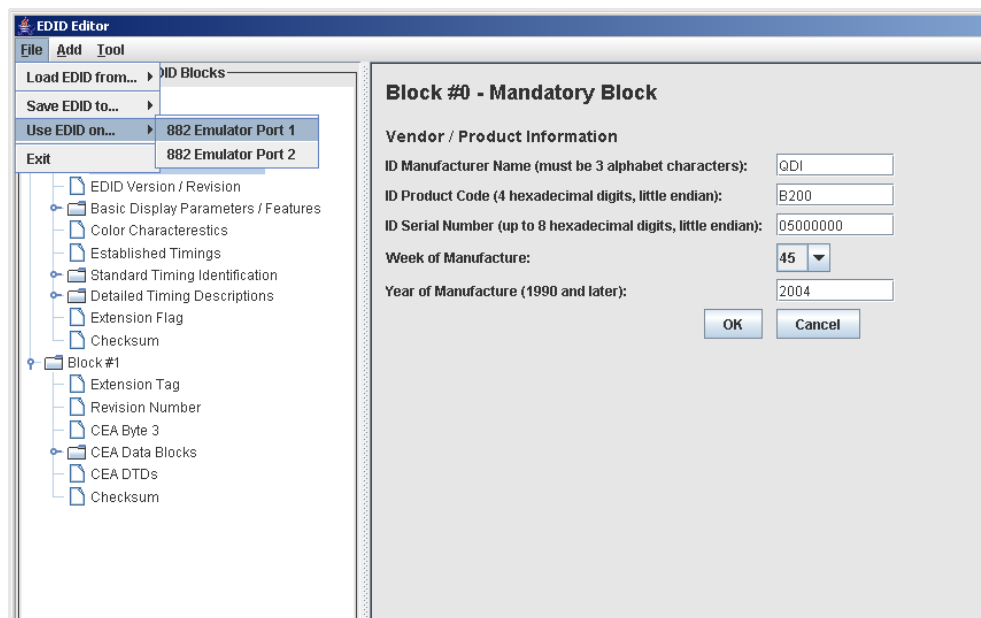 EDID Editor
File Add Tool
Load EDID from...
Save EDID to...
Use EDID on...
Exit
882 Emulator Port 1
882 Emulator Port 2
Blocks
EDID Version / Revision
Basic Display Parameters / Features
Color Characterestics
Established Timings
Standard Timing Identification
Detailed Timing Descriptions
Extension Flag
Checksum
Block #1
Extension Tag
Revision Number
CEA Byte 3
CEA Data Blocks
CEA DTDs
Checksum
Block #0 - Mandatory Block
Vendor / Product Information
ID Manufacturer Name (must be 3 alphabet characters): QDI
ID Product Code (4 hexadecimal digits, little endian): B200
ID Serial Number (up to 8 hexadecimal digits, little endian): 05000000
Week of Manufacture: 45
Year of Manufacture (1990 and later): 2004
OK Cancel